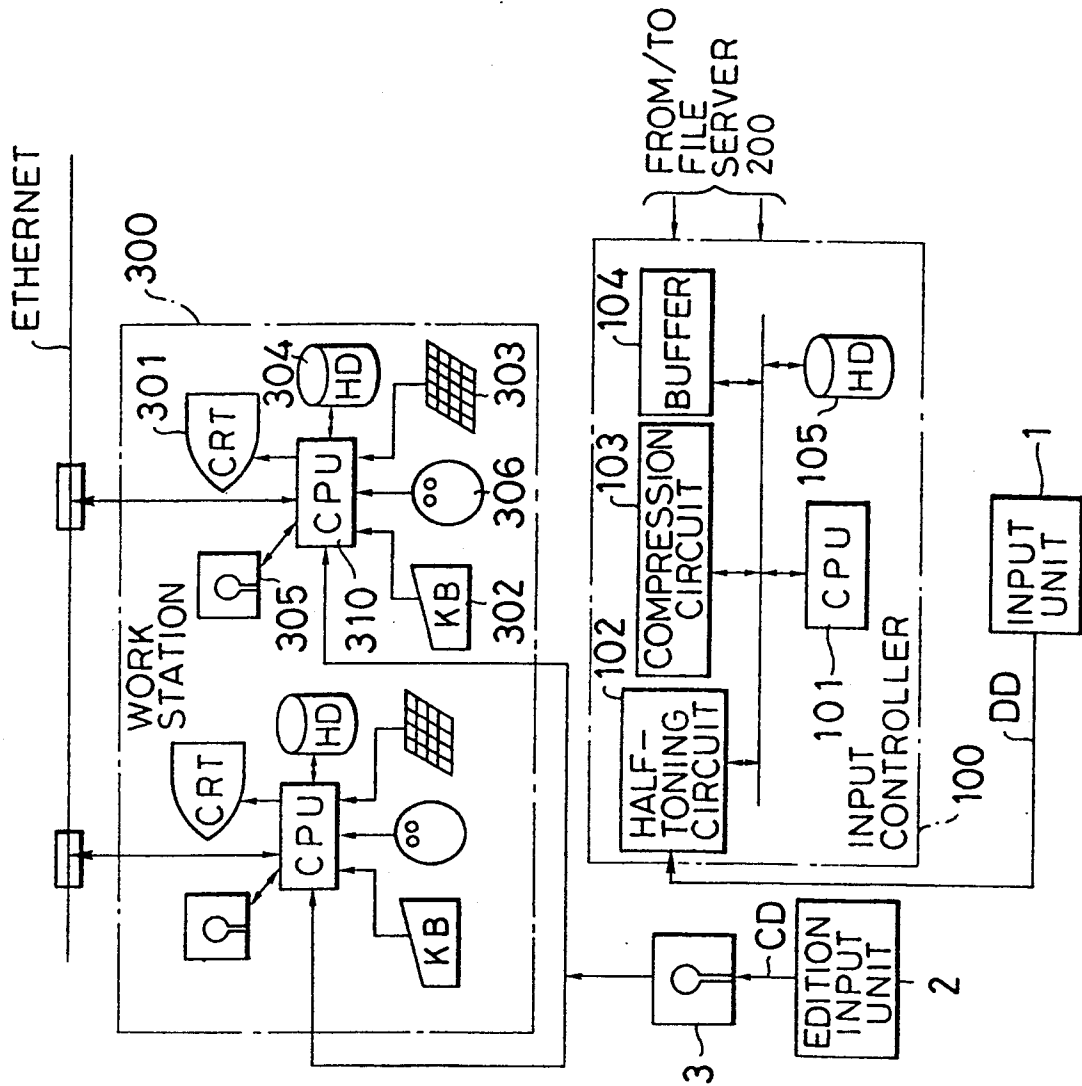 ETHERNET
300
WORK
STATION
CRT
301
HD
304
CPU
303
306
305
310
KB
302
CRT
HD
CPU
KB
FROM/TO
FILE
SERVER
200
HALF-
TONING
CIRCUIT
102
COMPRESSION
CIRCUIT
103
BUFFER
104
CPU
101
HD
105
INPUT
CONTROLLER
100
INPUT
UNIT
1
DD
3
CD
EDITION
INPUT
UNIT
2